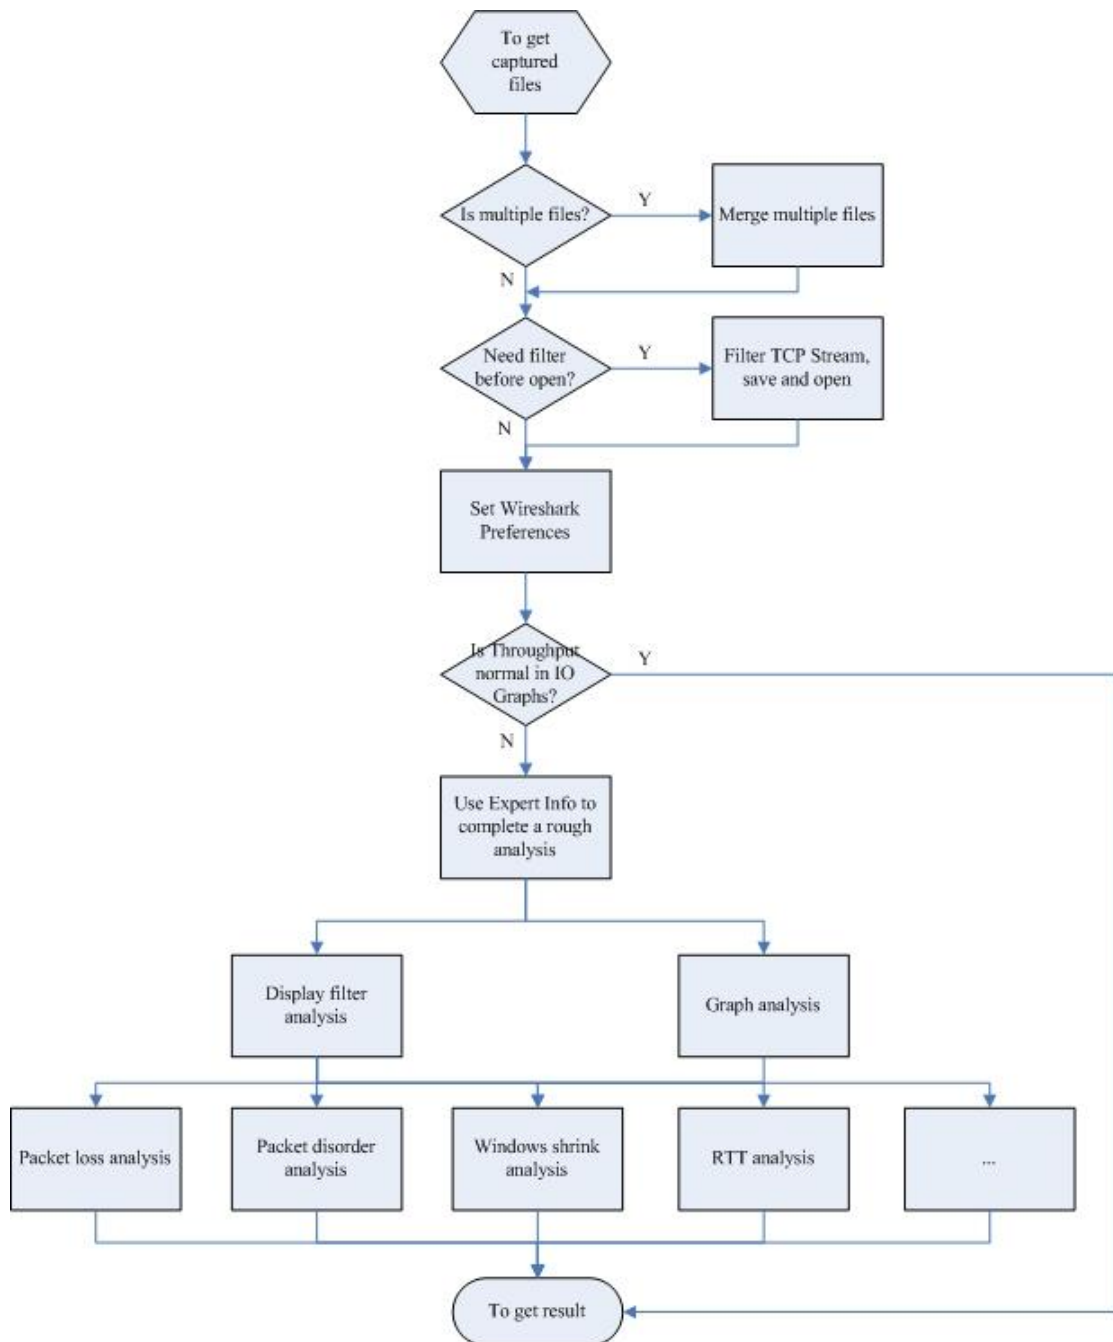 To get
captured
files
Is multiple files?
Y
Merge multiple files
N
Need filter
before open?
Y
Filter TCP Stream,
save and open
N
Set Wireshark
Preferences
Is Throughput
normal in IO
Graphs?
Y
N
Use Expert Info to
complete a rough
analysis
Display filter
analysis
Graph analysis
Packet loss analysis
Packet disorder
analysis
Windows shrink
analysis
RTT analysis
...
To get result